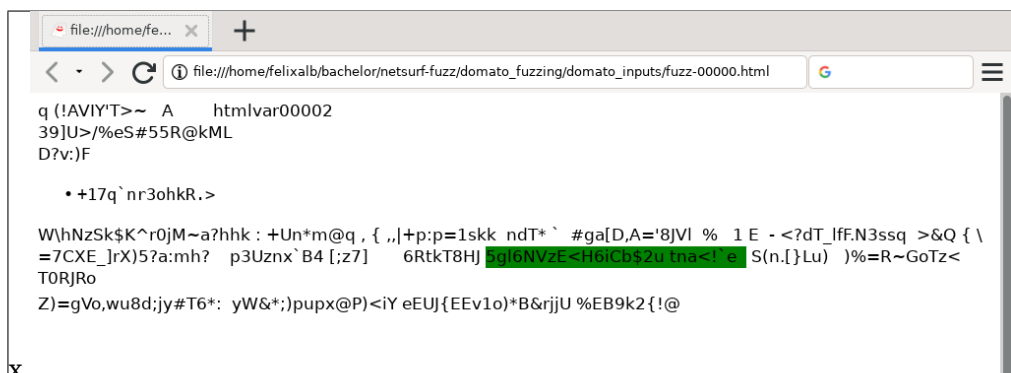 file:///home/fe...
file:///home/felixalb/bachelor/netsurf-fuzz/domato_fuzzing/domato_inputs/fuzz-00000.html
q (!AVIY'T>~ A htmlvar00002
39]U>/%eS#55R@kML
D?v:)F
• +17q`nr3ohkR.>
W\hNzSk$K^r0jM~a?hhk : +Un*m@q , { ,,|+p:p=1skk ndT* ` #ga[D,A='8JVl % 1 E - <?dT_lfF.N3ssq >&Q { \
=7CXE_]rX)5?a:mh? p3Uznx`B4 [;z7] 6RtkT8HJ 5gl6NVzE<H6iCb$2u tna<!`e S(n.[}Lu) )%=R~GoTz<
T0RJRo
Z)=gVo,wu8d;jy#T6*: yW&*;)pupx@P)<iY eEUJ{EEv1o)*B&rjjU %EB9k2{!@
x